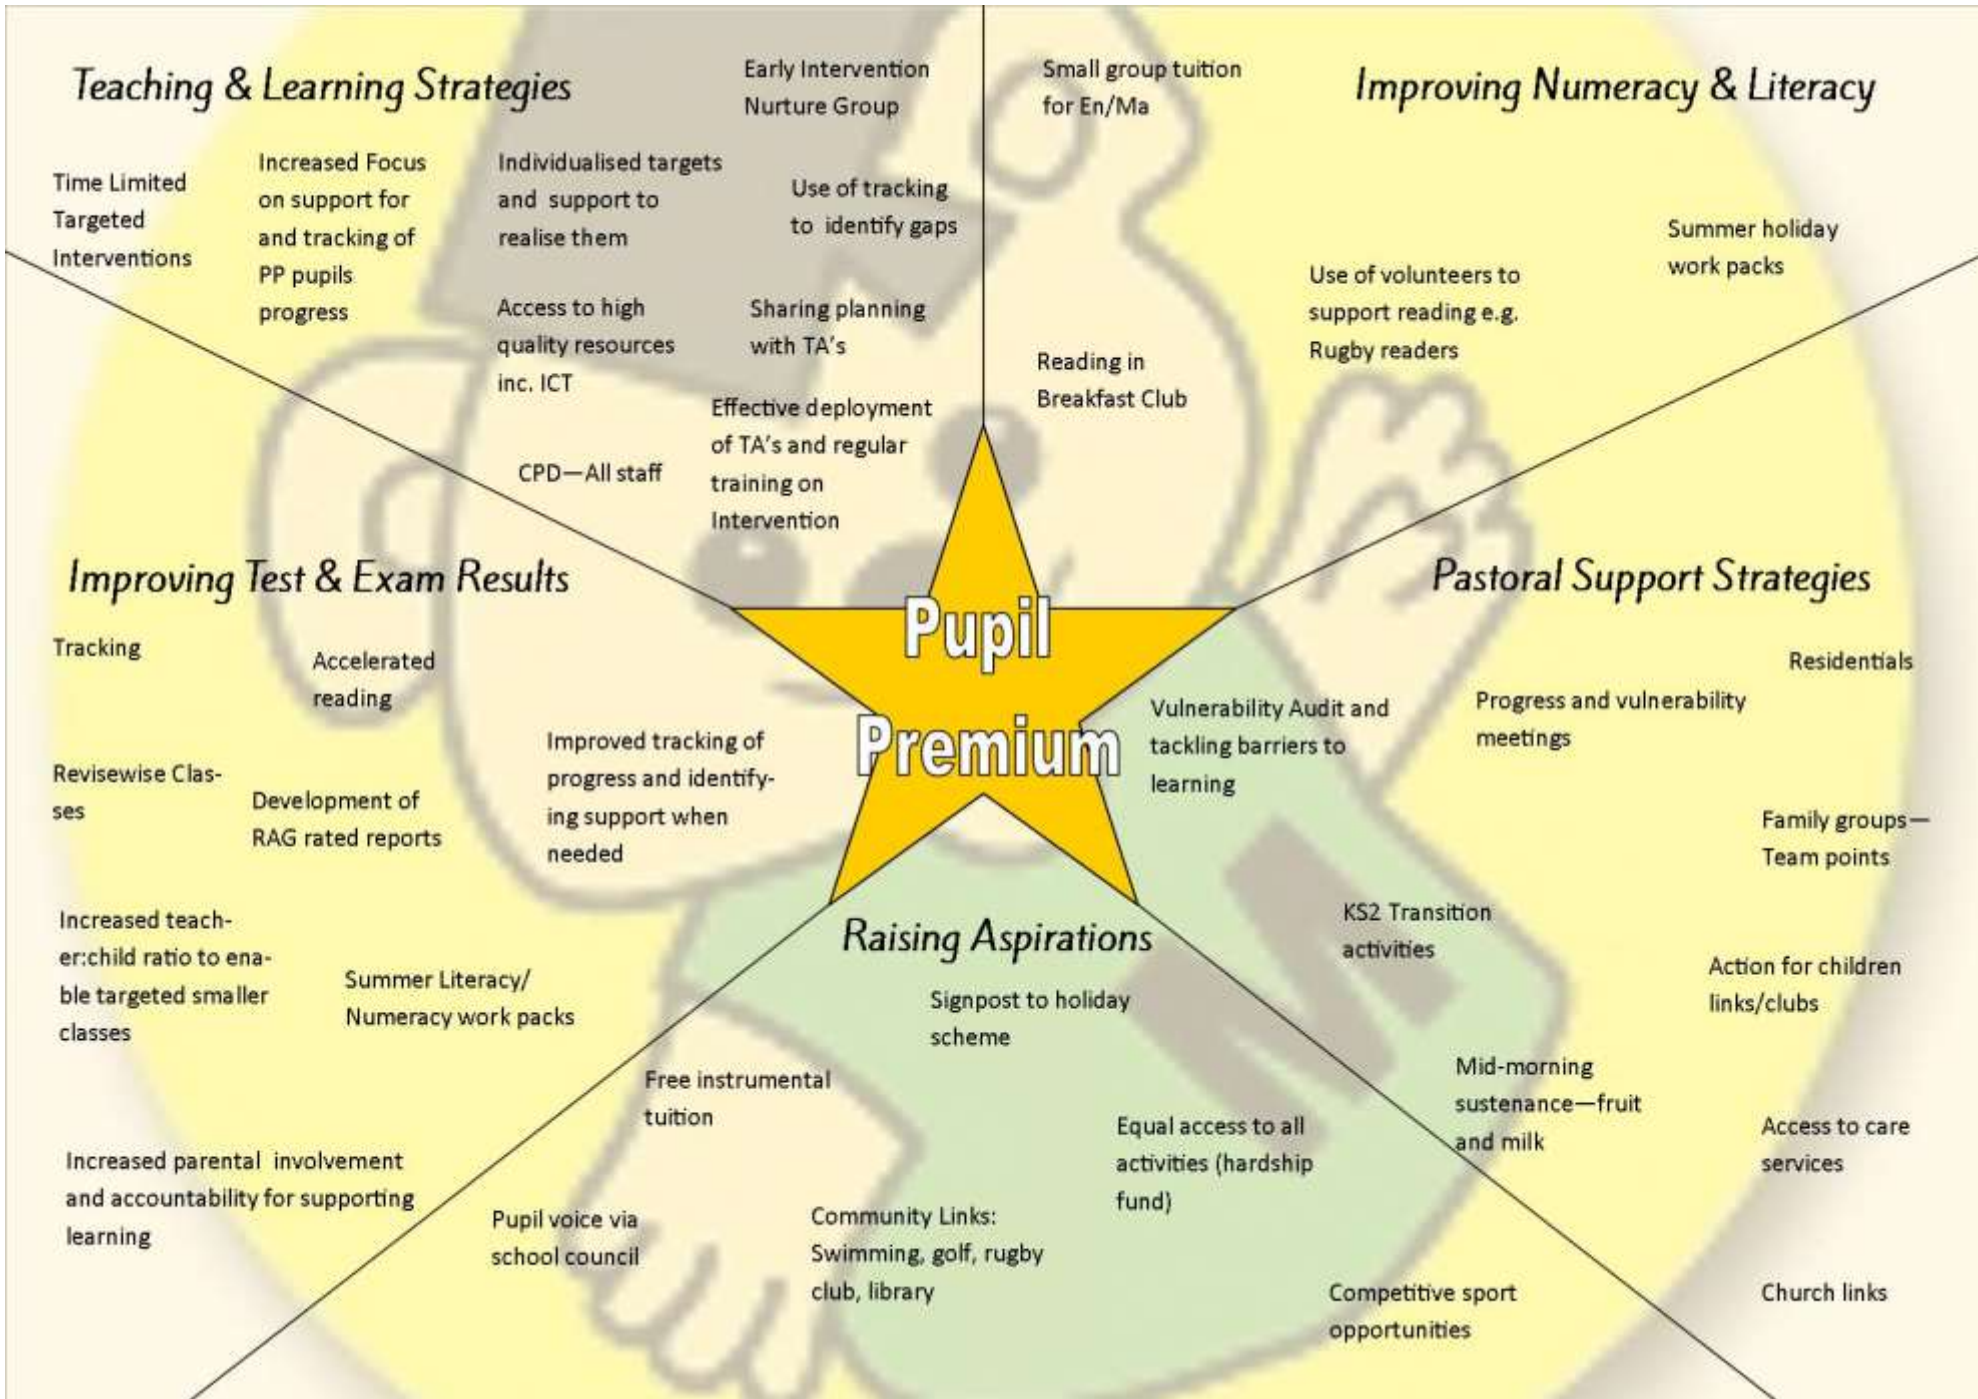 Teaching & Learning Strategies
Early Intervention
Nurture Group
Time Limited
Targeted
Interventions
Increased Focus
on support for
and tracking of
PP pupils
progress
Individualised targets
and support to
realise them
Use of tracking
to identify gaps
Access to high
quality resources
inc. ICT
Sharing planning
with TA's
CPD—All staff
Effective deployment
of TA's and regular
training on
Intervention
Improving Numeracy & Literacy
Small group tuition
for En/Ma
Summer holiday
work packs
Use of volunteers to
support reading e.g.
Rugby readers
Reading in
Breakfast Club
Pupil
Premium
Improving Test & Exam Results
Tracking
Accelerated
reading
Improved tracking of
progress and identify-
ing support when
needed
Revisewise Clas-
ses
Development of
RAG rated reports
Increased teach-
er:child ratio to ena-
ble targeted smaller
classes
Summer Literacy/
Numeracy work packs
Increased parental involvement
and accountability for supporting
learning
Pastoral Support Strategies
Residentials
Progress and vulnerability
meetings
Vulnerability Audit and
tackling barriers to
learning
Family groups—
Team points
KS2 Transition
activities
Action for children
links/clubs
Mid-morning
sustenance—fruit
and milk
Access to care
services
Church links
Raising Aspirations
Signpost to holiday
scheme
Free instrumental
tuition
Equal access to all
activities (hardship
fund)
Pupil voice via
school council
Community Links:
Swimming, golf, rugby
club, library
Competitive sport
opportunities
M